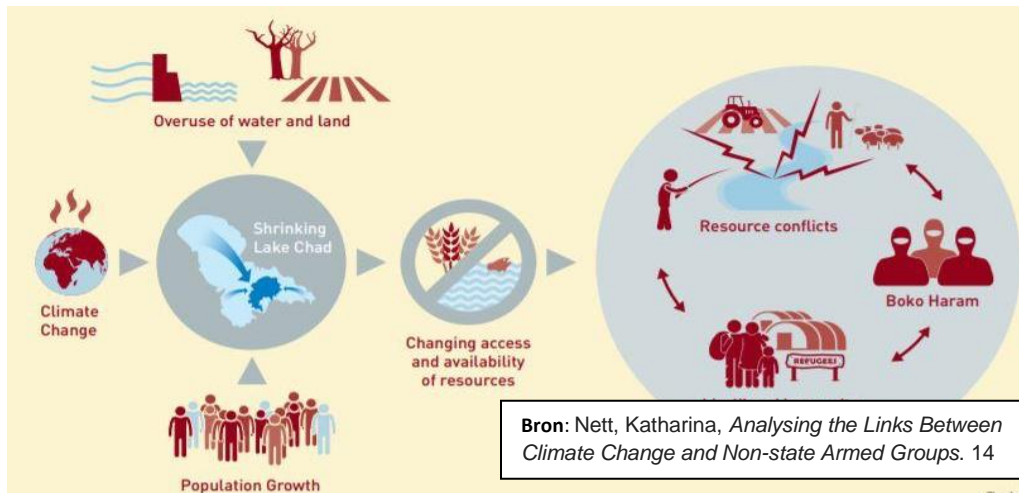 Overuse of water and land
Shrinking
Lake Chad
Climate
Change
Population Growth
Changing access
and availability
of resources
Resource conflicts
Boko Haram
REFUGEES
Bron: Nett, Katharina, Analysing the Links Between
Climate Change and Non-state Armed Groups. 14